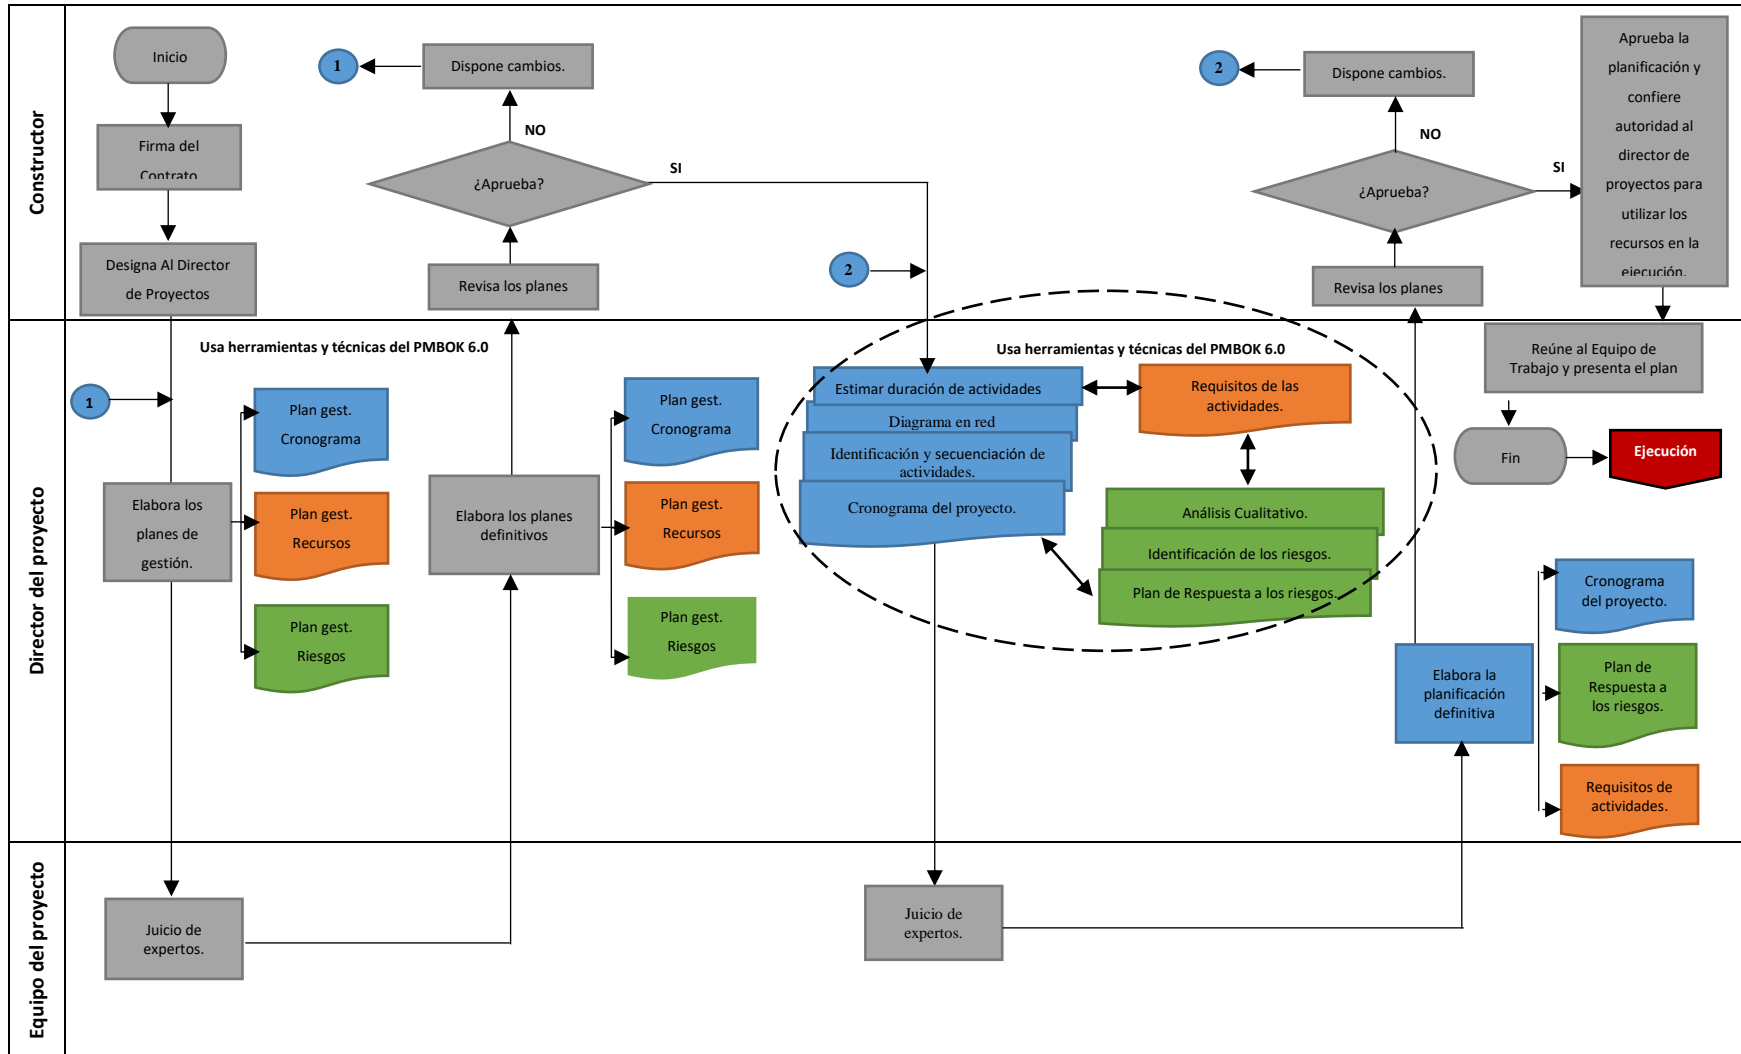 Constructor
Inicio
Firma del
Contrato
Designa Al Director
de Proyectos
1
Dispone cambios.
NO
¿Aprueba?
SI
Revisa los planes
2
2
Dispone cambios.
NO
¿Aprueba?
SI
Revisa los planes
Aprueba la
planificación y
confiere
autoridad al
director de
proyectos para
utilizar los
recursos en la
ejecución.
Director del proyecto
Usa herramientas y técnicas del PMBOK 6.0
1
Elabora los
planes de
gestión.
Plan gest.
Cronograma
Plan gest.
Recursos
Plan gest.
Riesgos
Elabora los planes
definitivos
Plan gest.
Cronograma
Plan gest.
Recursos
Plan gest.
Riesgos
Usa herramientas y técnicas del PMBOK 6.0
Estimar duración de actividades
Diagrama en red
Identificación y secuenciación de
actividades.
Cronograma del proyecto.
Requisitos de las
actividades.
Análisis Cualitativo.
Identificación de los riesgos.
Plan de Respuesta a los riesgos.
Reúne al Equipo de
Trabajo y presenta el plan
Fin
Ejecución
Elabora la
planificación
definitiva
Cronograma
del proyecto.
Plan de
Respuesta a
los riesgos.
Requisitos de
actividades.
Equipo del proyecto
Juicio de
expertos.
Juicio de
expertos.